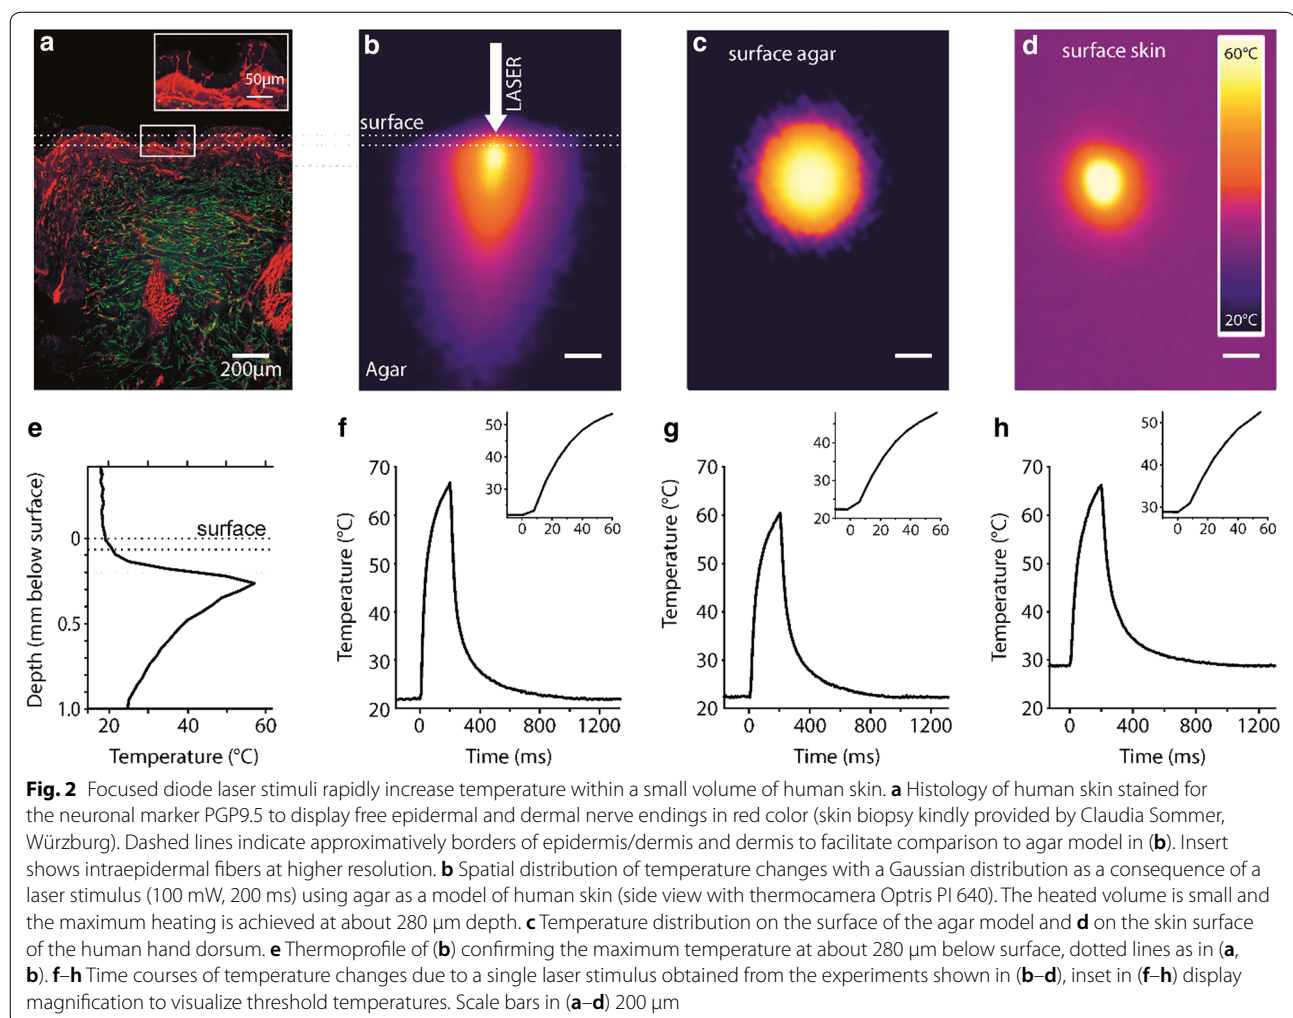 a
50µm
200µm
b
LASER
surface
Agar
c
surface agar
d
surface skin
60°C
20°C
e
Depth (mm below surface)
0
0.5
1.0
surface
20
40
60
Temperature (°C)
f
Temperature (°C)
70
60
50
40
30
20
50
40
30
0
20
40
60
0
400
800
1200
Time (ms)
g
Temperature (°C)
70
60
50
40
30
20
40
30
20
0
20
40
60
0
400
800
1200
Time (ms)
h
Temperature (°C)
70
60
50
40
30
20
50
40
30
0
20
40
60
0
400
800
1200
Time (ms)
Fig. 2 Focused diode laser stimuli rapidly increase temperature within a small volume of human skin. a Histology of human skin stained for
the neuronal marker PGP9.5 to display free epidermal and dermal nerve endings in red color (skin biopsy kindly provided by Claudia Sommer,
Würzburg). Dashed lines indicate approximatively borders of epidermis/dermis and dermis to facilitate comparison to agar model in (b). Insert
shows intraepidermal fibers at higher resolution. b Spatial distribution of temperature changes with a Gaussian distribution as a consequence of a
laser stimulus (100 mW, 200 ms) using agar as a model of human skin (side view with thermocamera Optris PI 640). The heated volume is small and
the maximum heating is achieved at about 280 µm depth. c Temperature distribution on the surface of the agar model and d on the skin surface
of the human hand dorsum. e Thermoprofile of (b) confirming the maximum temperature at about 280 µm below surface, dotted lines as in (a,
b). f–h Time courses of temperature changes due to a single laser stimulus obtained from the experiments shown in (b–d), inset in (f–h) display
magnification to visualize threshold temperatures. Scale bars in (a–d) 200 µm